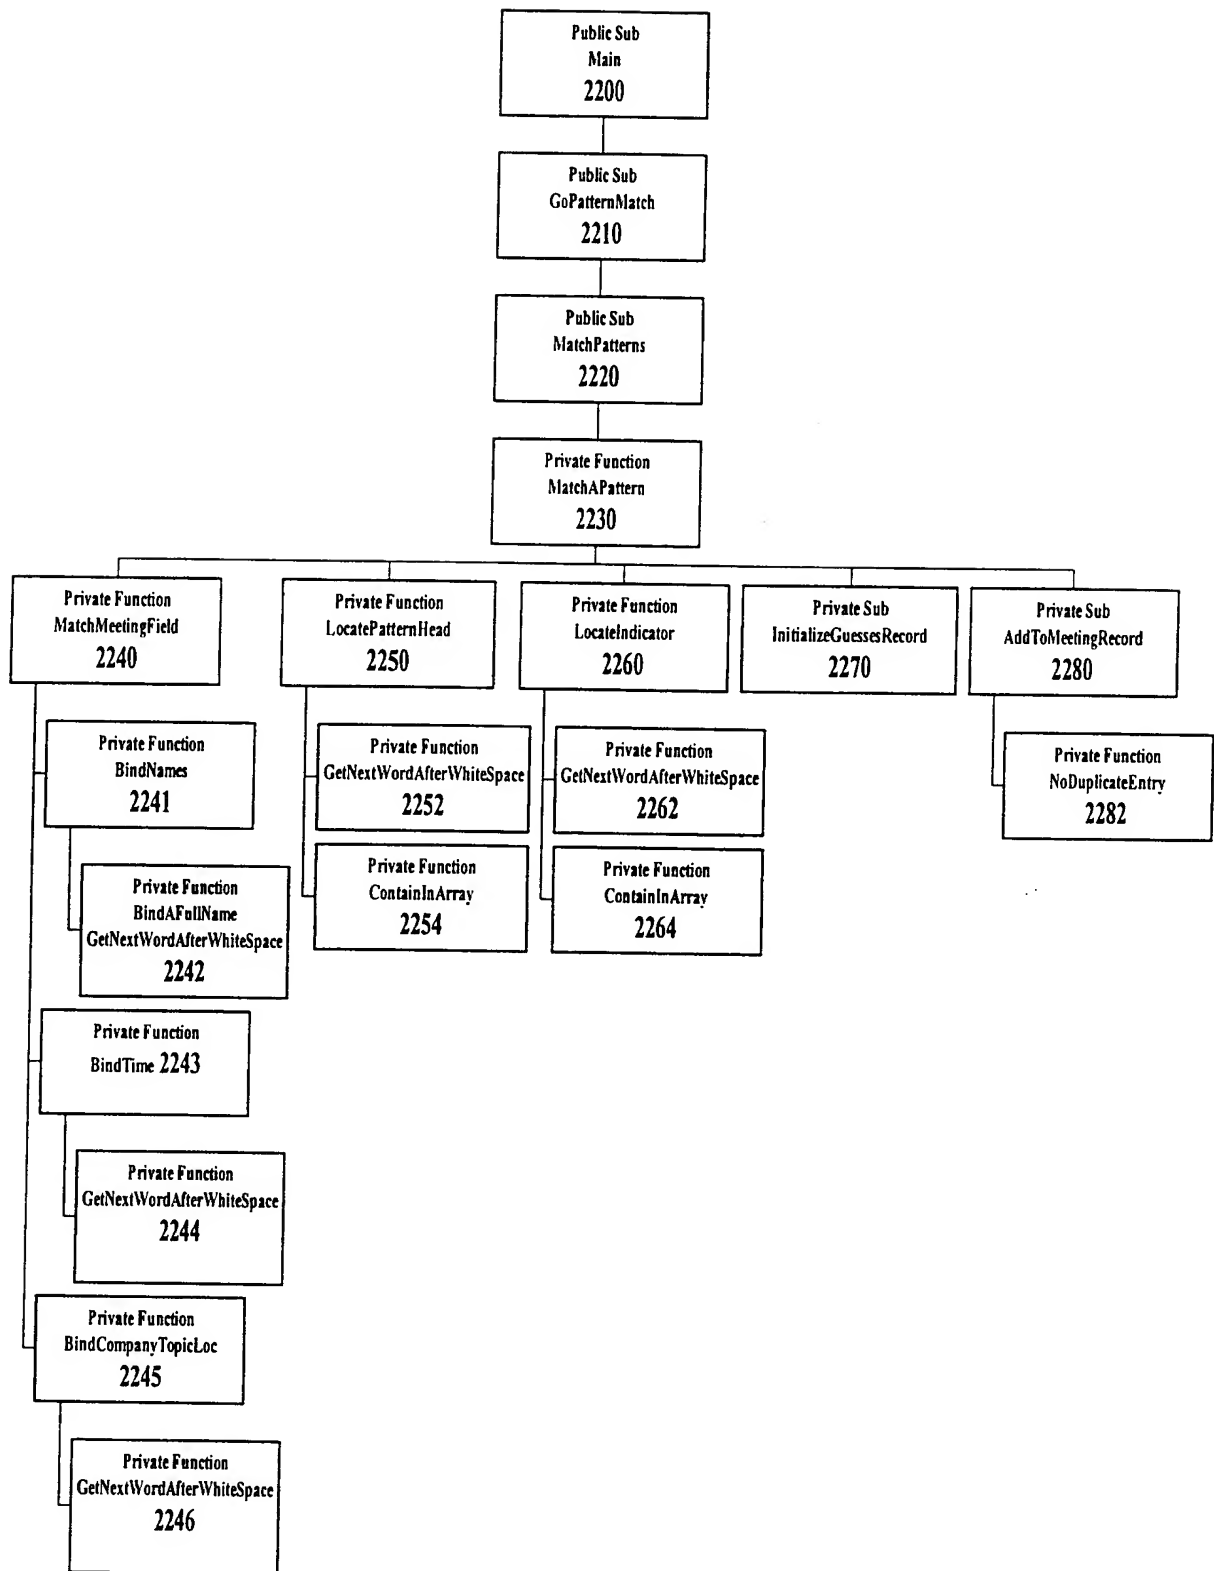 Public Sub
Main
2200
Public Sub
GoPatternMatch
2210
Public Sub
MatchPatterns
2220
Private Function
MatchAPattern
2230
Private Function
MatchMeetingField
2240
Private Function
LocatePatternHead
2250
Private Function
LocateIndicator
2260
Private Sub
InitializeGuessesRecord
2270
Private Sub
AddToMeetingRecord
2280
Private Function
BindNames
2241
Private Function
GetNextWordAfterWhiteSpace
2252
Private Function
GetNextWordAfterWhiteSpace
2262
Private Function
NoDuplicateEntry
2282
Private Function
BindAFullName
GetNextWordAfterWhiteSpace
2242
Private Function
ContainInArray
2254
Private Function
ContainInArray
2264
Private Function
BindTime 2243
Private Function
GetNextWordAfterWhiteSpace
2244
Private Function
BindCompanyTopicLoc
2245
Private Function
GetNextWordAfterWhiteSpace
2246